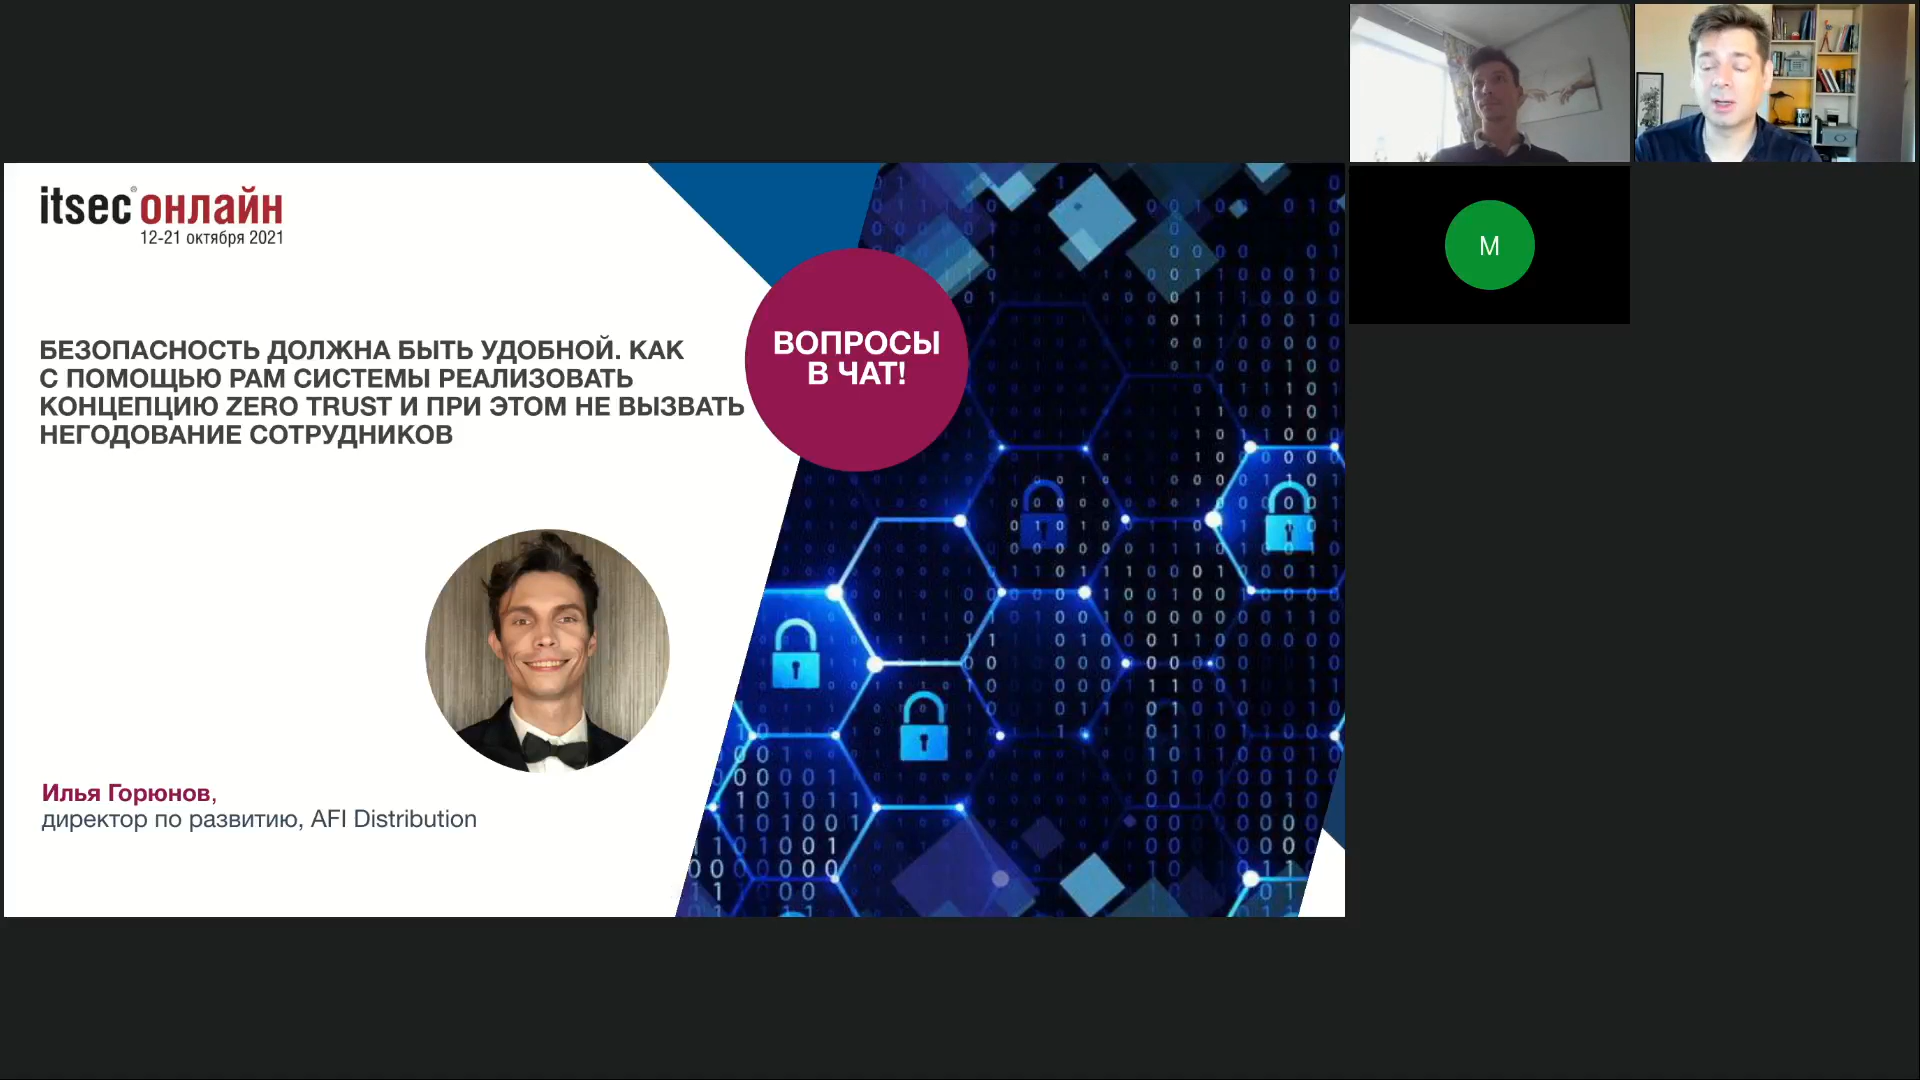 itsec® онлайн
12-21 октября 2021
БЕЗОПАСНОСТЬ ДОЛЖНА БЫТЬ УДОБНОЙ. КАК
С ПОМОЩЬЮ PAM СИСТЕМЫ РЕАЛИЗОВАТЬ
КОНЦЕПЦИЮ ZERO TRUST И ПРИ ЭТОМ НЕ ВЫЗВАТЬ
НЕГОДОВАНИЕ СОТРУДНИКОВ
ВОПРОСЫ
В ЧАТ!
Илья Горюнов,
директор по развитию, AFI Distribution
M